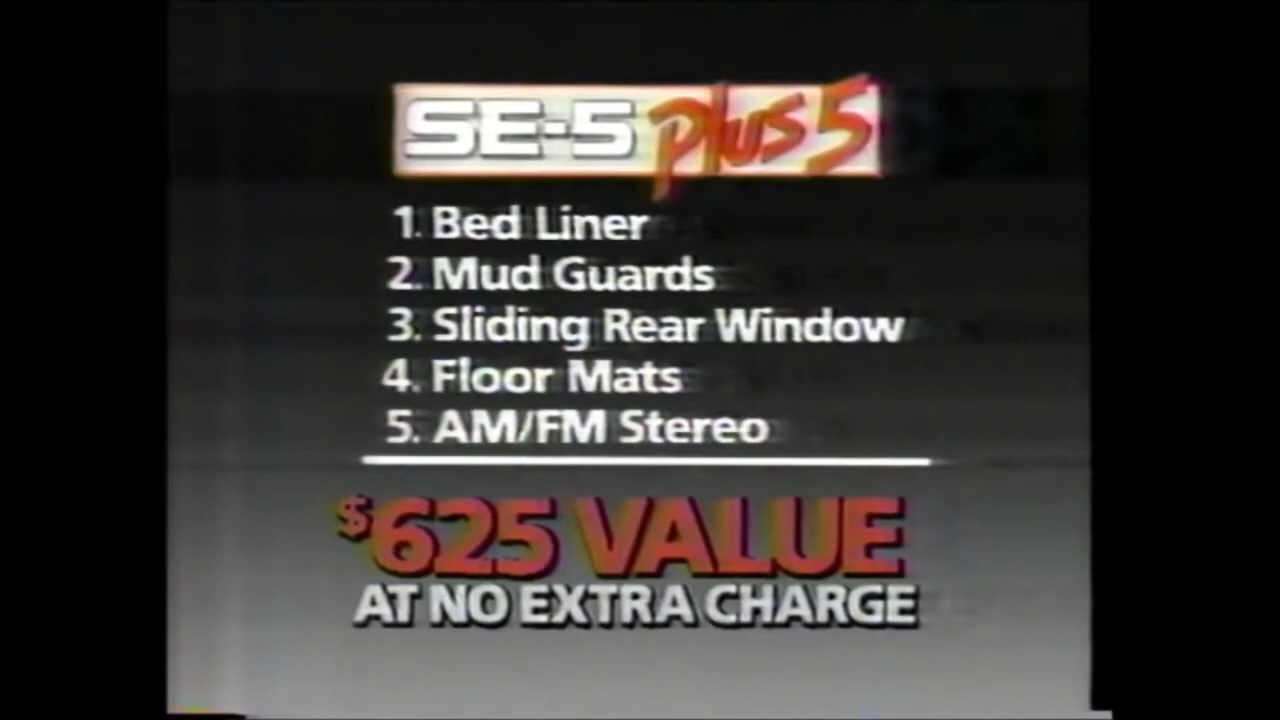 SE-5 plus 5
1. Bed Liner
2. Mud Guards
3. Sliding Rear Window
4. Floor Mats
5. AM/FM Stereo
$625 VALUE
AT NO EXTRA CHARGE